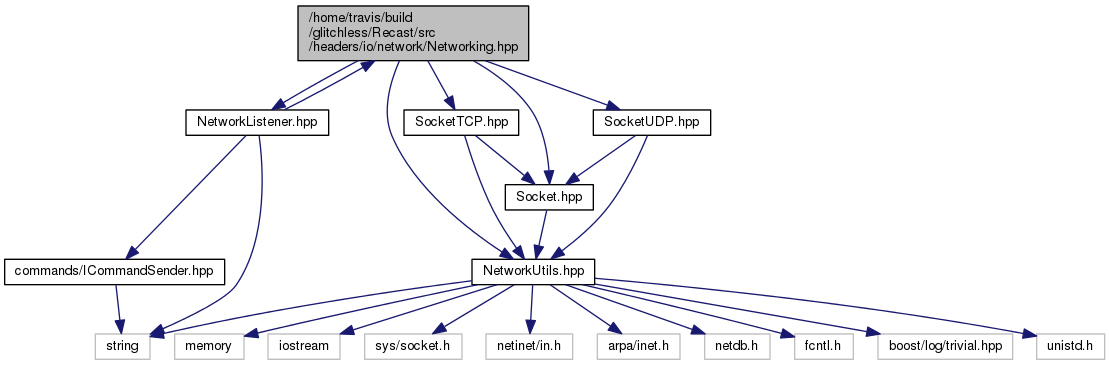 /home/travis/build
/glitchless/Recast/src
/headers/io/network/Networking.hpp
NetworkListener.hpp
SocketTCP.hpp
SocketUDP.hpp
Socket.hpp
commands/ICommandSender.hpp
NetworkUtils.hpp
string
memory
iostream
sys/socket.h
netinet/in.h
arpa/inet.h
netdb.h
fcntl.h
boost/log/trivial.hpp
unistd.h